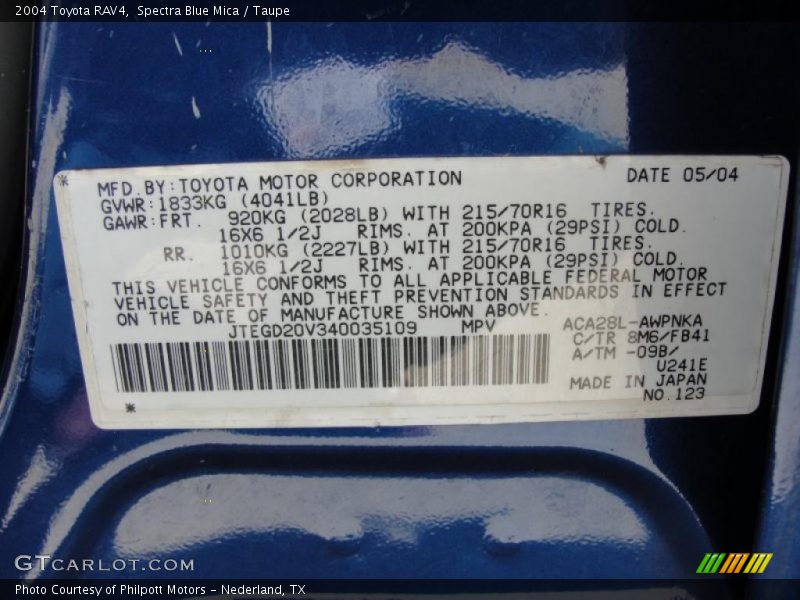 2004 Toyota RAV4, Spectra Blue Mica / Taupe
MFD.BY:TOYOTA MOTOR CORPORATION DATE 05/04
GVWR:1833KG (4041LB)
GAWR:FRT. 920KG (2028LB) WITH 215/70R16 TIRES.
16X6 1/2J RIMS. AT 200KPA (29PSI) COLD.
RR. 1010KG (2227LB) WITH 215/70R16 TIRES.
16X6 1/2J RIMS. AT 200KPA (29PSI) COLD.
THIS VEHICLE CONFORMS TO ALL APPLICABLE FEDERAL MOTOR
VEHICLE SAFETY AND THEFT PREVENTION STANDARDS IN EFFECT
ON THE DATE OF MANUFACTURE SHOWN ABOVE.
JTEGD20V340035109 MPV ACA28L-AWPNKA
C/TR 8M6/FB41
A/TM -09B/
U241E
MADE IN JAPAN
NO.123
GTCARLOT.COM
Photo Courtesy of Philpott Motors - Nederland, TX